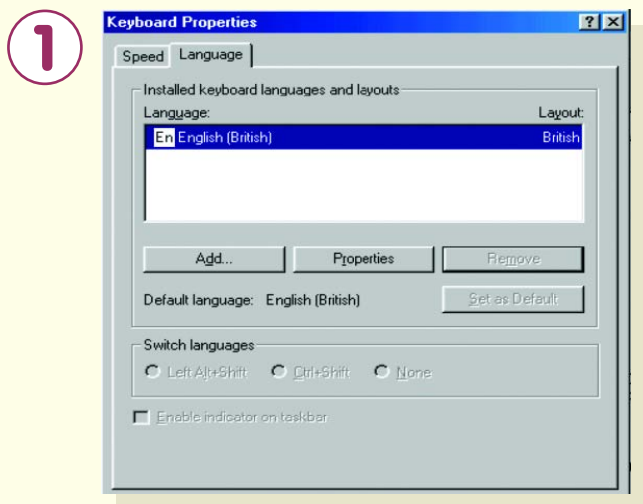 1
Keyboard Properties
Speed Language
Installed keyboard languages and layouts
Language: Layout:
En English (British) British
Add... Properties Remove
Default language: English (British) Set as Default
Switch languages
Left Alt+Shift Ctrl+Shift None
Enable indicator on taskbar